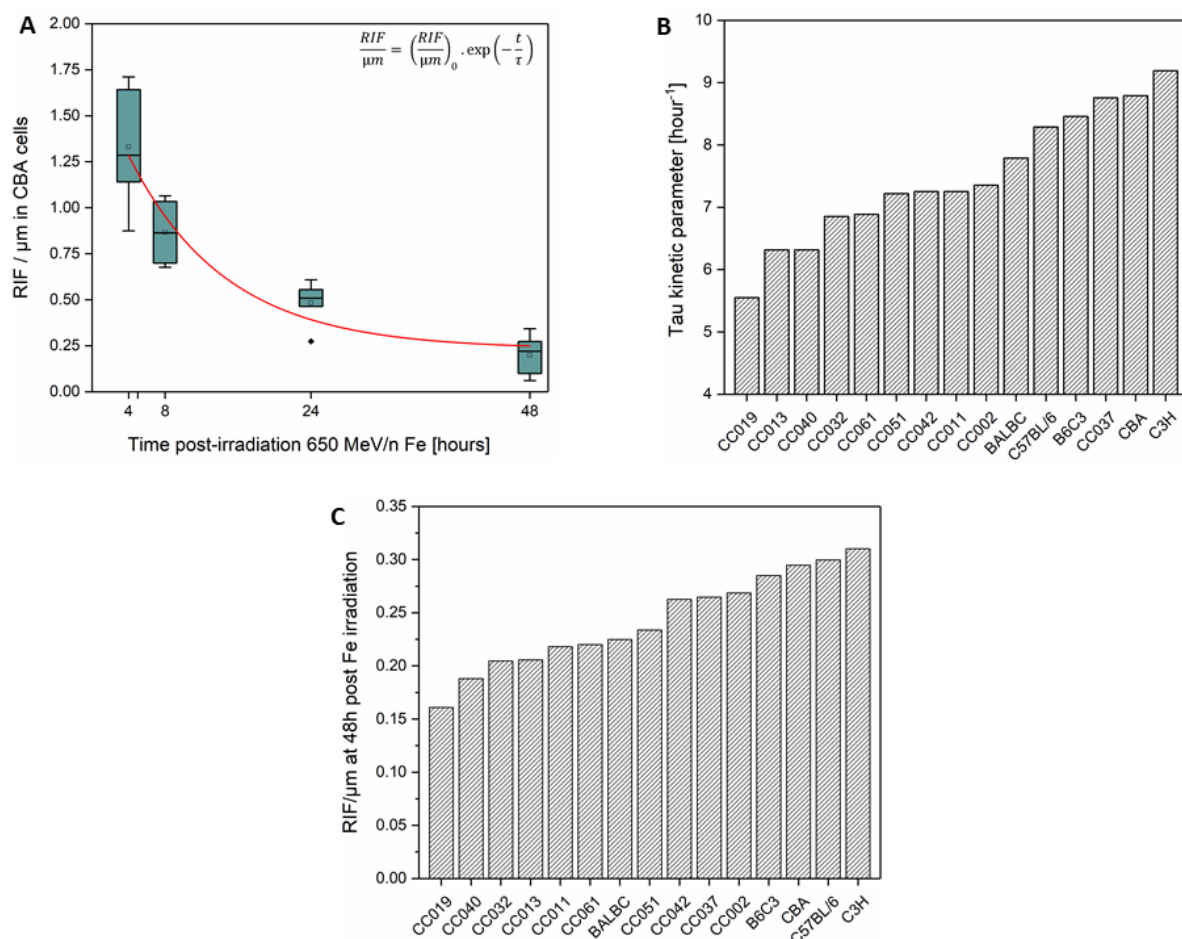 A
RIF/µm = (RIF/µm)₀ . exp(−t/τ)
2.00
1.75
1.50
1.25
1.00
0.75
0.50
0.25
0.00
RIF / µm in CBA cells
4 8 24 48
Time post-irradiation 650 MeV/n Fe [hours]
B
10
9
8
7
6
5
4
Tau kinetic parameter [hour⁻¹]
CC019 CC013 CC040 CC032 CC061 CC051 CC042 CC011 CC002 BALBC C57BL/6 B6C3 CC037 CBA C3H
C
0.35
0.30
0.25
0.20
0.15
0.10
0.05
0.00
RIF/µm at 48h post Fe irradiation
CC019 CC040 CC032 CC013 CC011 CC061 BALBC CC051 CC042 CC037 CC002 B6C3 CBA C57BL/6 C3H